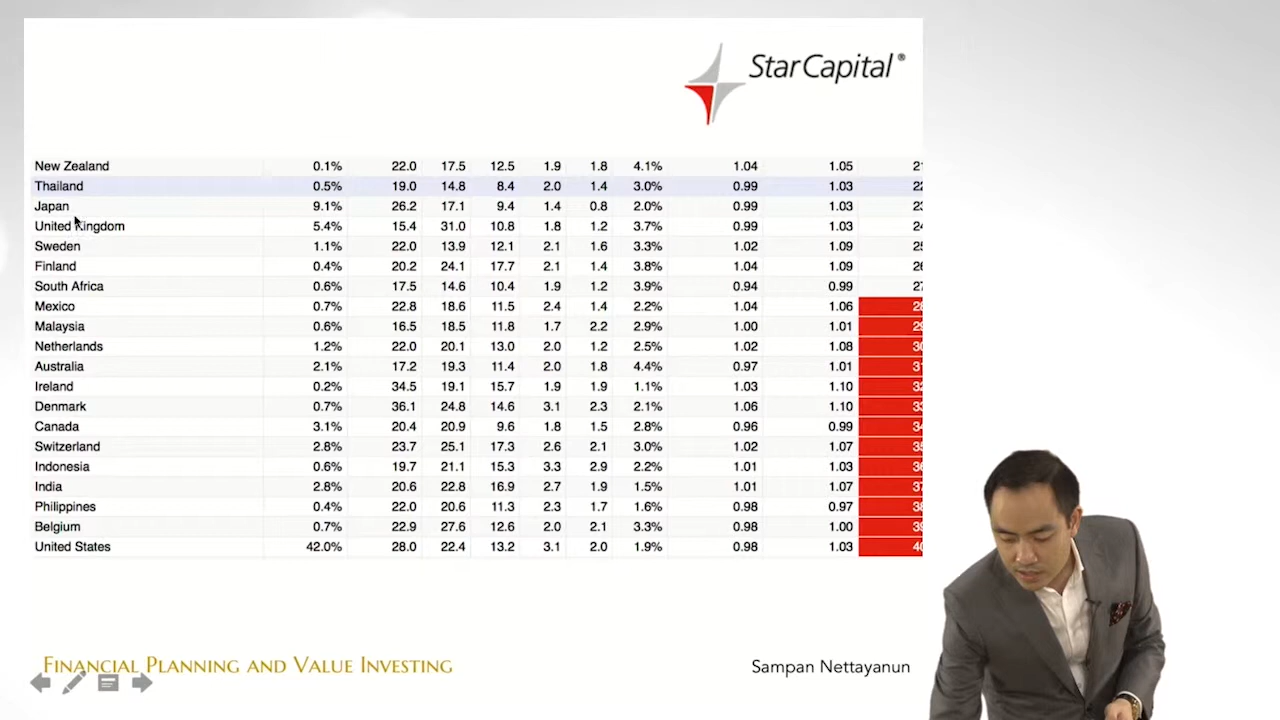 StarCapital®
New Zealand 0.1% 22.0 17.5 12.5 1.9 1.8 4.1% 1.04 1.05
Thailand 0.5% 19.0 14.8 8.4 2.0 1.4 3.0% 0.99 1.03 22
Japan 9.1% 26.2 17.1 9.4 1.4 0.8 2.0% 0.99 1.03
United Kingdom 5.4% 15.4 31.0 10.8 1.8 1.2 3.7% 0.99 1.03
Sweden 1.1% 22.0 13.9 12.1 2.1 1.6 3.3% 1.02 1.09
Finland 0.4% 20.2 24.1 17.7 2.1 1.4 3.8% 1.04 1.09
South Africa 0.6% 17.5 14.6 10.4 1.9 1.2 3.9% 0.94 0.99
Mexico 0.7% 22.8 18.6 11.5 2.4 1.4 2.2% 1.04 1.06
Malaysia 0.6% 16.5 18.5 11.8 1.7 2.2 2.9% 1.00 1.01
Netherlands 1.2% 22.0 20.1 13.0 2.0 1.2 2.5% 1.02 1.08
Australia 2.1% 17.2 19.3 11.4 2.0 1.8 4.4% 0.97 1.01
Ireland 0.2% 34.5 19.1 15.7 1.9 1.9 1.1% 1.03 1.10
Denmark 0.7% 36.1 24.8 14.6 3.1 2.3 2.1% 1.06 1.10
Canada 3.1% 20.4 20.9 9.6 1.8 1.5 2.8% 0.96 0.99
Switzerland 2.8% 23.7 25.1 17.3 2.6 2.1 3.0% 1.02 1.07
Indonesia 0.6% 19.7 21.1 15.3 3.3 2.9 2.2% 1.01 1.03
India 2.8% 20.6 22.8 16.9 2.7 1.9 1.5% 1.01 1.07
Philippines 0.4% 22.0 20.6 11.3 2.3 1.7 1.6% 0.98 0.97
Belgium 0.7% 22.9 27.6 12.6 2.0 2.1 3.3% 0.98 1.00
United States 42.0% 28.0 22.4 13.2 3.1 2.0 1.9% 0.98 1.03
FINANCIAL PLANNING AND VALUE INVESTING
Sampan Nettayanun